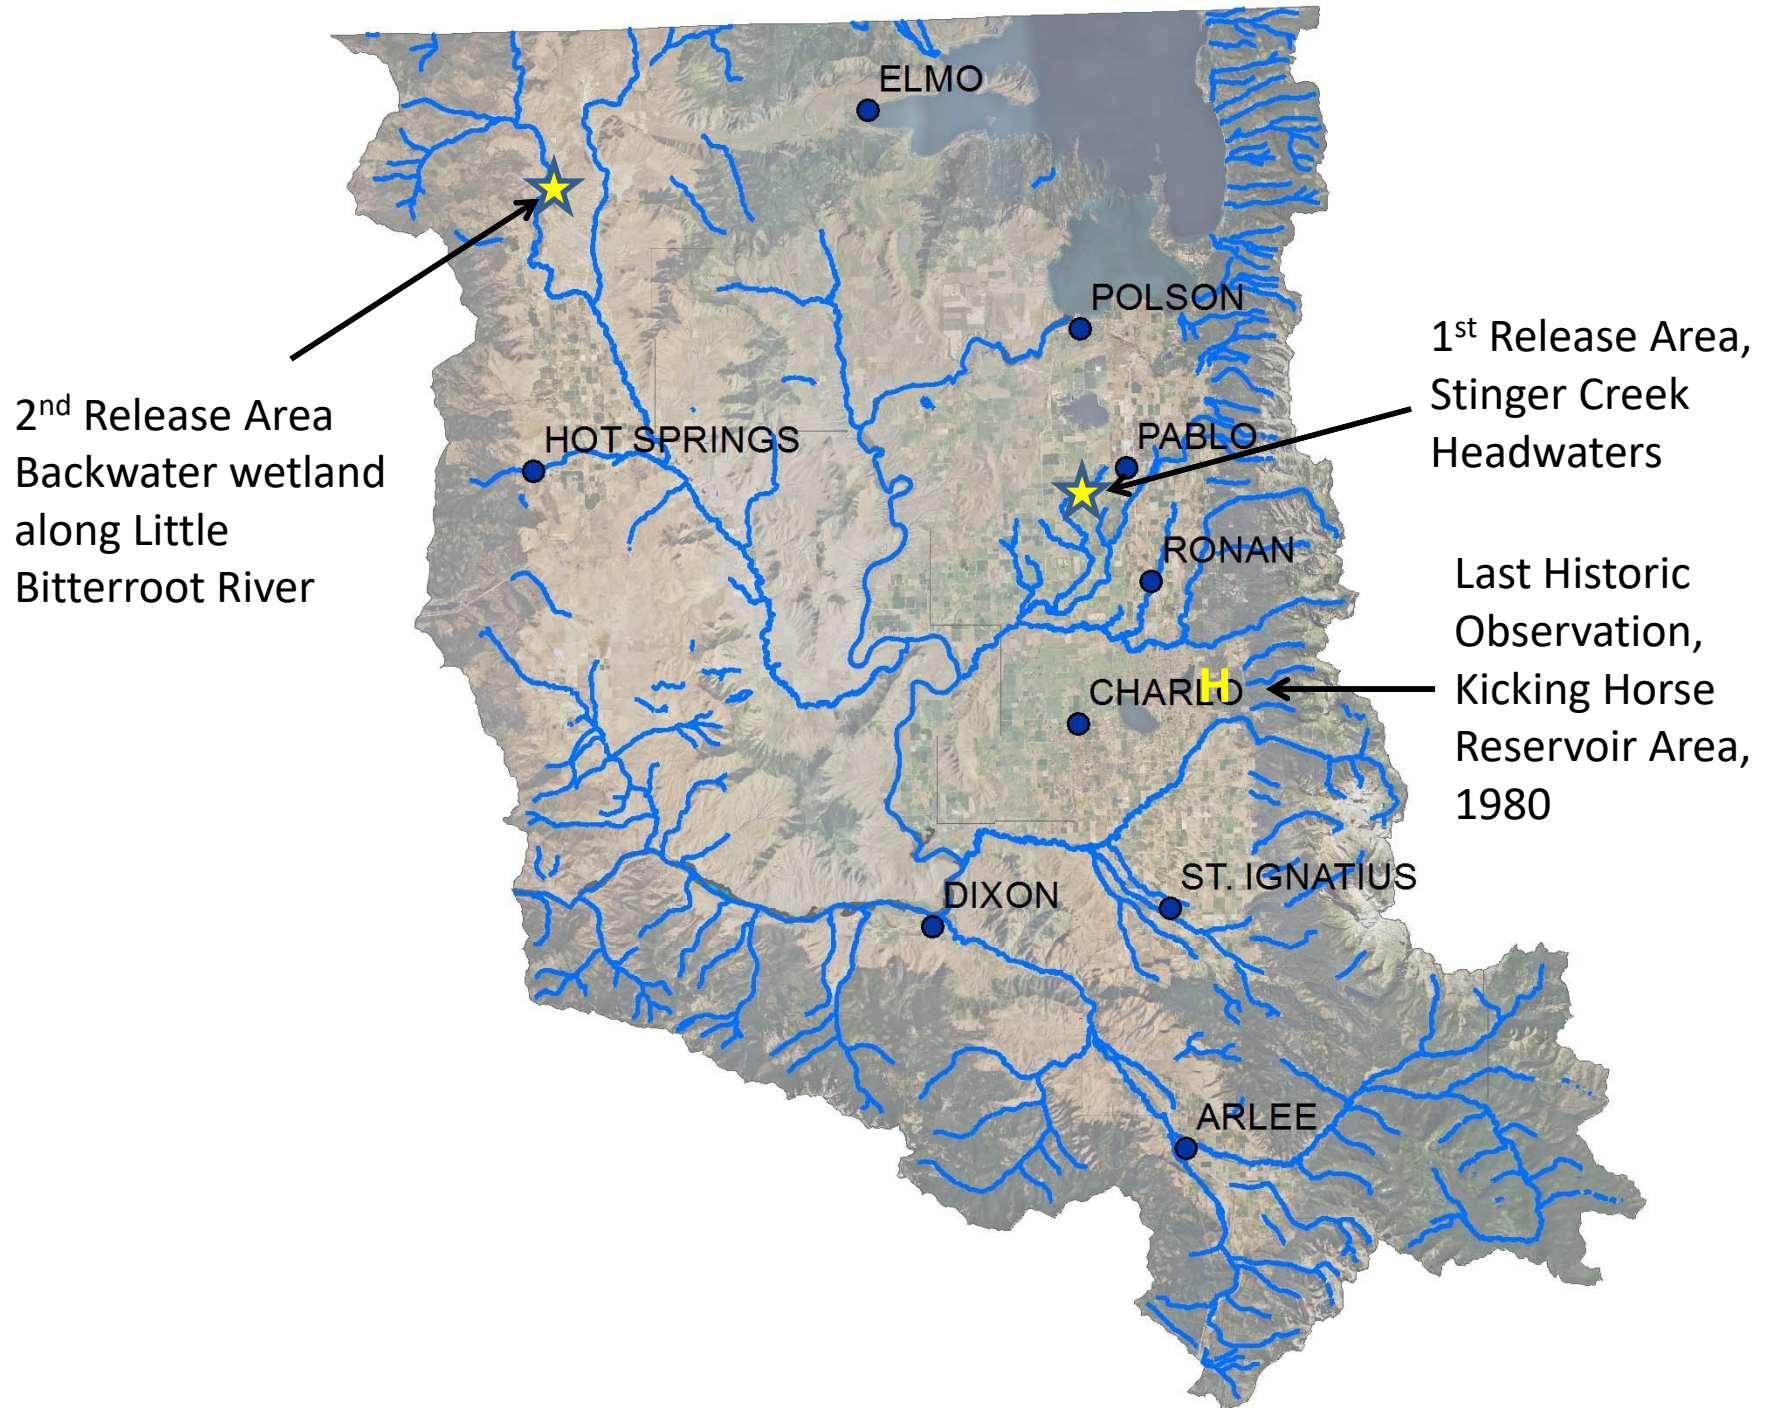 ELMO
POLSON
1st Release Area,
Stinger Creek
Headwaters
2nd Release Area
Backwater wetland
along Little
Bitterroot River
HOT SPRINGS
PABLO
RONAN
Last Historic
Observation,
Kicking Horse
Reservoir Area,
1980
CHARLO
H
ST. IGNATIUS
DIXON
ARLEE